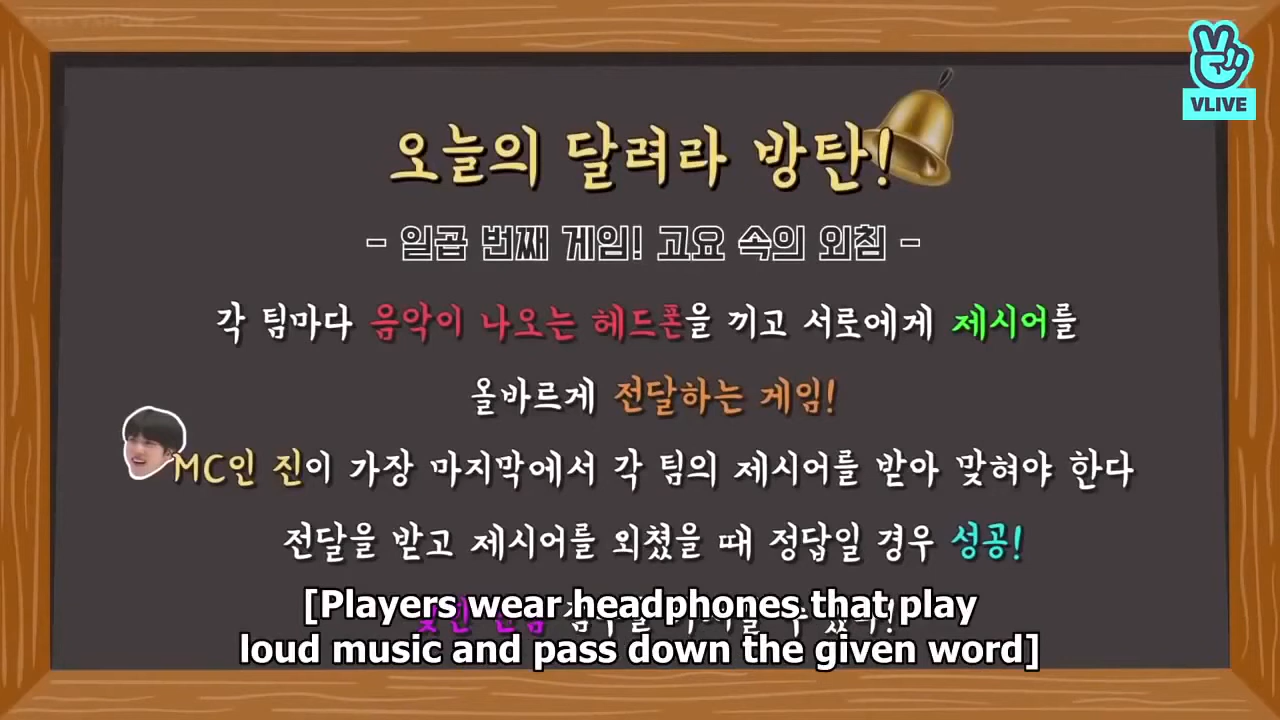 VLIVE
오늘의 달려라 방탄!
- 일곱 번째 게임! 고요 속의 외침 -
각 팀마다 음악이 나오는 헤드폰을 끼고 서로에게 제시어를
올바르게 전달하는 게임!
MC인 진이 가장 마지막에서 각 팀의 제시어를 받아 맞혀야 한다
전달을 받고 제시어를 외쳤을 때 정답일 경우 성공!
[Players wear headphones that play
loud music and pass down the given word]